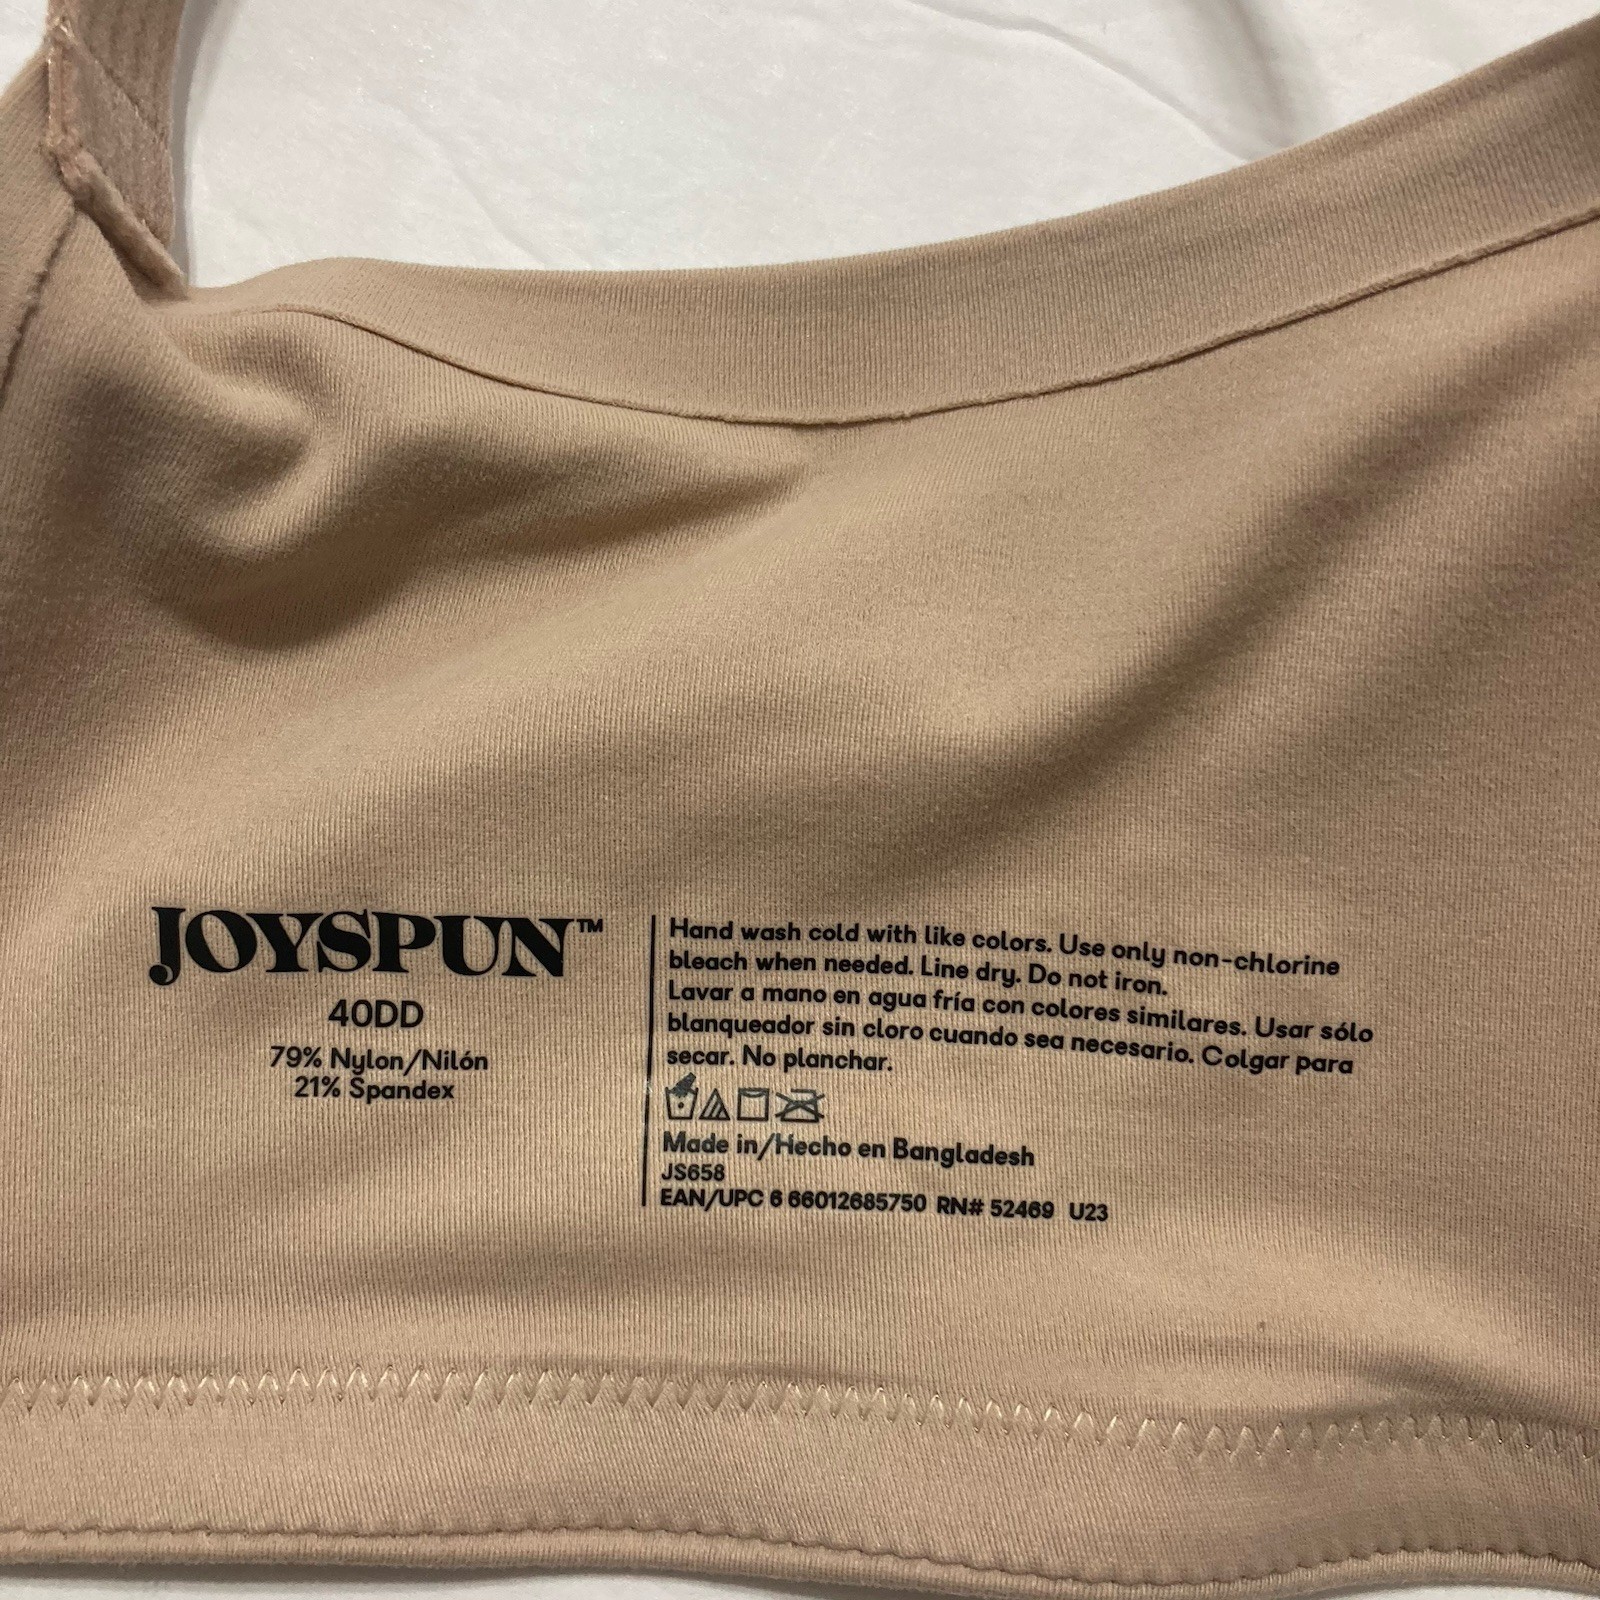 JOYSPUN™
40DD
79% Nylon/Nilón
21% Spandex
Hand wash cold with like colors. Use only non-chlorine
bleach when needed. Line dry. Do not iron.
Lavar a mano en agua fría con colores similares. Usar sólo
blanqueador sin cloro cuando sea necesario. Colgar para
secar. No planchar.
Made in/Hecho en Bangladesh
JS658
EAN/UPC 6 66012685750 RN# 52469 U23